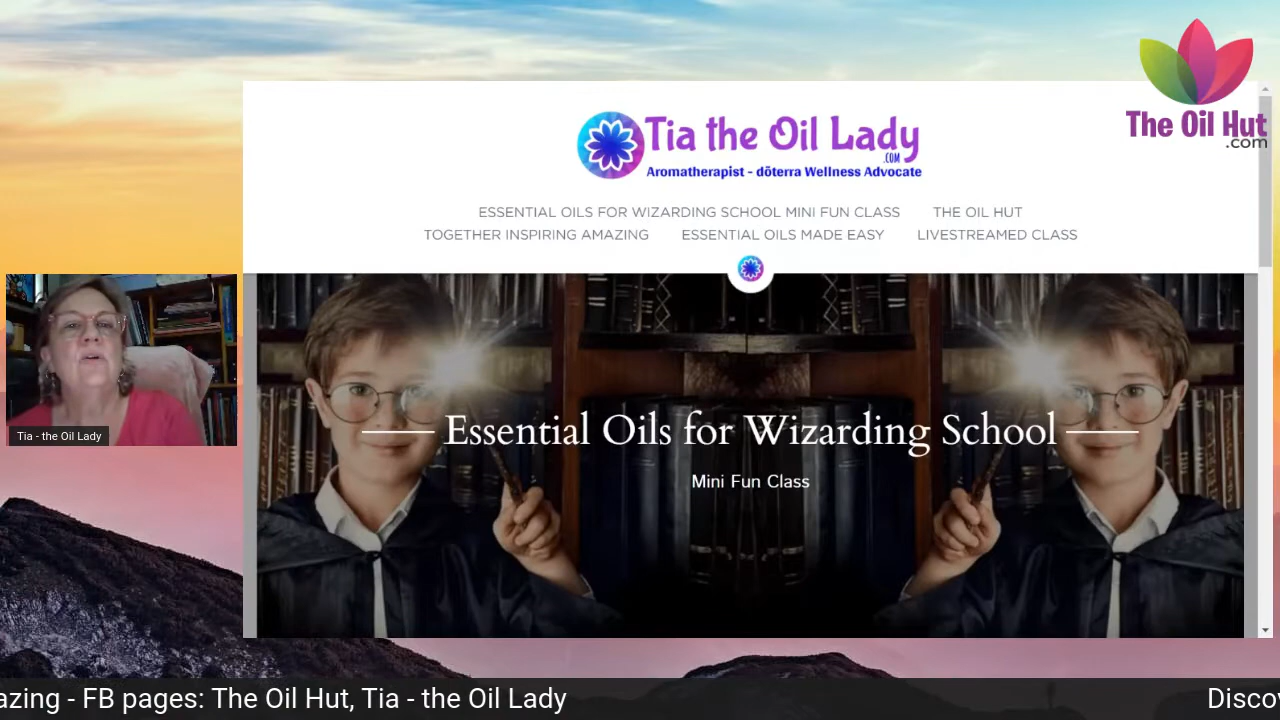 The Oil Hut
.com
Tia the Oil Lady
.COM
Aromatherapist - dōterra Wellness Advocate
ESSENTIAL OILS FOR WIZARDING SCHOOL MINI FUN CLASS THE OIL HUT
TOGETHER INSPIRING AMAZING ESSENTIAL OILS MADE EASY LIVESTREAMED CLASS
Essential Oils for Wizarding School
Mini Fun Class
Tia - the Oil Lady
azing - FB pages: The Oil Hut, Tia - the Oil Lady Disco